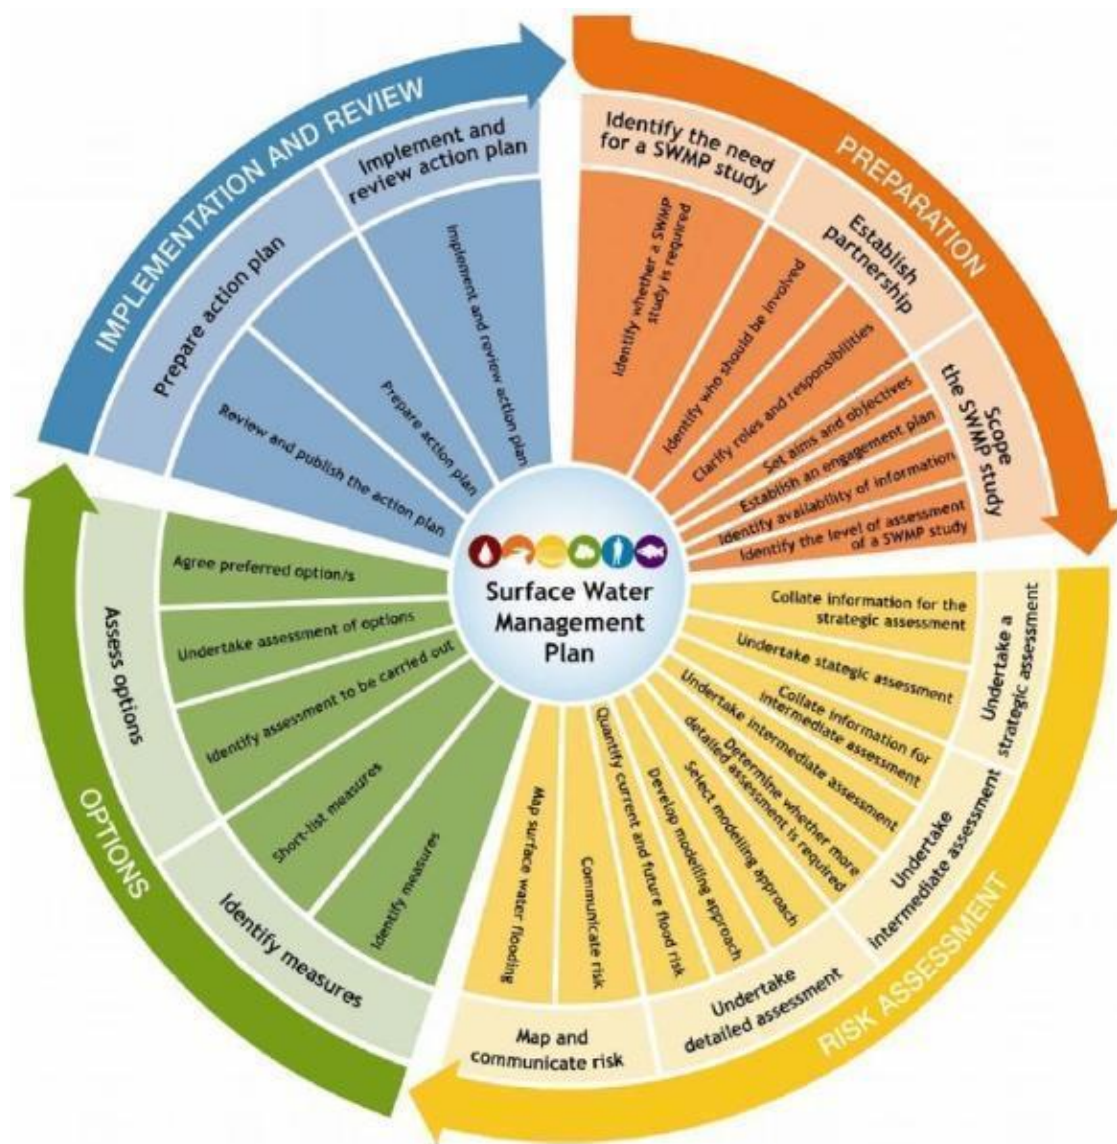 PREPARATION
Identify the need
for a SWMP study
Identify whether a SWMP
study is required
Establish
partnership
Identify who should be involved
Clarify roles and responsibilities
Scope
the SWMP study
Set aims and objectives
Establish an engagement plan
Identify availability of information
Identify the level of assessment
of a SWMP study
RISK ASSESSMENT
Undertake a
strategic assessment
Collate information for the
strategic assessment
Undertake stategic assessment
Undertake
intermediate assessment
Collate information for
intermediate assessment
Undertake intermediate assessment
Determine whether more
detailed assessment is required
Undertake
detailed assessment
Select modelling approach
Develop modelling approach
Quantify current and future flood risk
Map and
communicate risk
Communicate risk
Map surface water flooding
OPTIONS
Identify measures
Identify measures
Short-list measures
Assess options
Identify assessment to be carried out
Undertake assessment of options
Agree preferred option/s
IMPLEMENTATION AND REVIEW
Prepare action plan
Review and publish the action plan
Prepare action plan
Implement and
review action plan
Implement and review action plan
Surface Water
Management
Plan